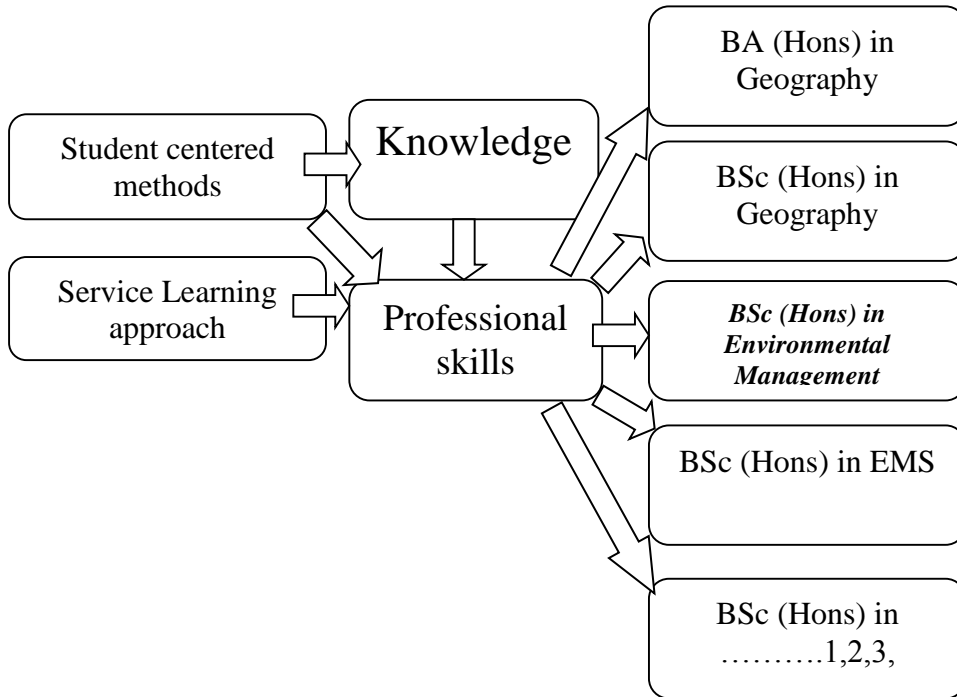 Student centered
methods
Service Learning
approach
Knowledge
Professional
skills
BA (Hons) in
Geography
BSc (Hons) in
Geography
BSc (Hons) in
Environmental
Management
BSc (Hons) in EMS
BSc (Hons) in
……….1,2,3,